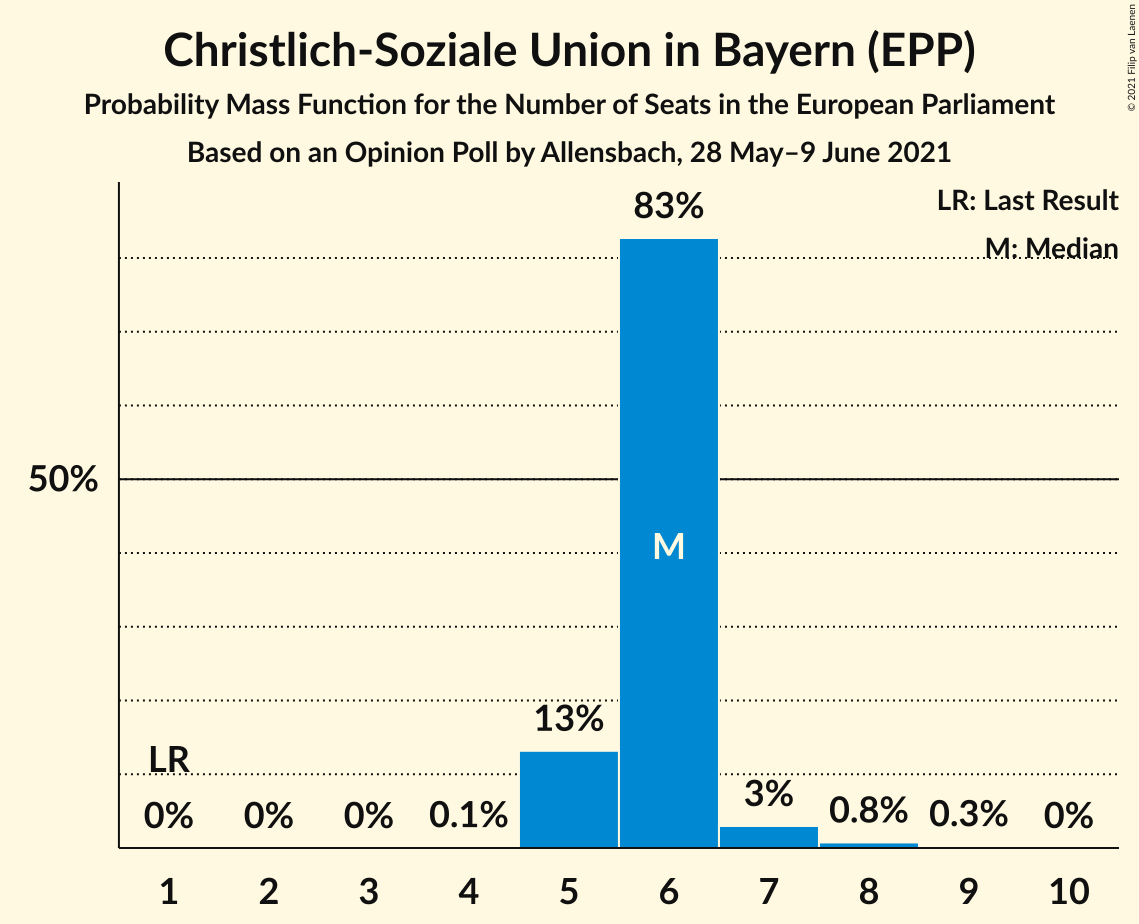 Christlich-Soziale Union in Bayern (EPP)
Probability Mass Function for the Number of Seats in the European Parliament
Based on an Opinion Poll by Allensbach, 28 May–9 June 2021
© 2021 Filip van Laenen
LR: Last Result
M: Median
83%
50%
M
13%
LR
0%
0%
0%
0.1%
3%
0.8%
0.3%
0%
1 2 3 4 5 6 7 8 9 10